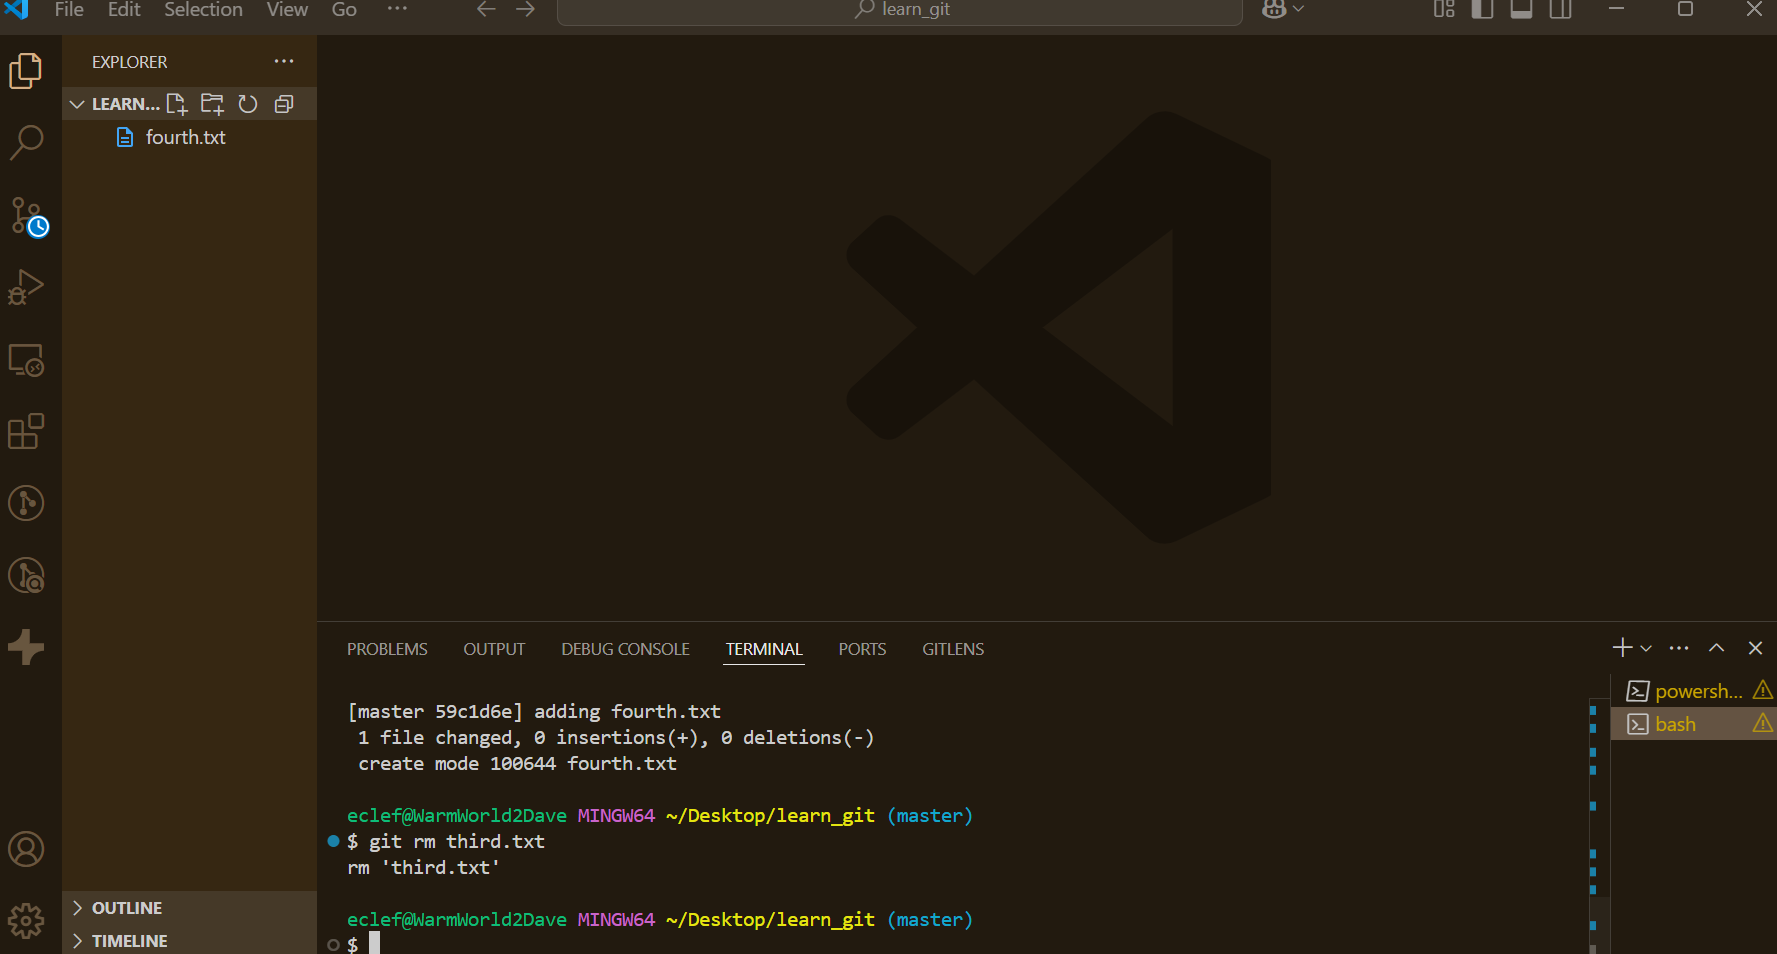 File Edit Selection View Go ···
learn_git
EXPLORER ···
LEARN...
fourth.txt
PROBLEMS OUTPUT DEBUG CONSOLE TERMINAL PORTS GITLENS
powersh...
bash
[master 59c1d6e] adding fourth.txt
1 file changed, 0 insertions(+), 0 deletions(-)
create mode 100644 fourth.txt
eclef@WarmWorld2Dave MINGW64 ~/Desktop/learn_git (master)
$ git rm third.txt
rm 'third.txt'
eclef@WarmWorld2Dave MINGW64 ~/Desktop/learn_git (master)
$
OUTLINE
TIMELINE